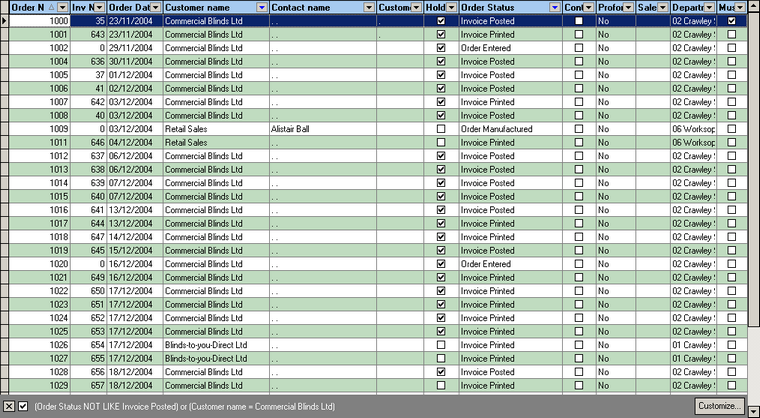 Order N Inv N Order Dat Customer name Contact name Custome Hold Order Status Cont Profor Sale Departr Mus
1000 35 23/11/2004 Commercial Blinds Ltd . . . Invoice Posted No 02 Crawley S
1001 643 23/11/2004 Commercial Blinds Ltd . . . Invoice Printed No 02 Crawley S
1002 0 29/11/2004 Commercial Blinds Ltd . . Order Entered No 02 Crawley S
1004 636 30/11/2004 Commercial Blinds Ltd . . Invoice Posted No 02 Crawley S
1005 37 01/12/2004 Commercial Blinds Ltd . . Invoice Posted No 02 Crawley S
1006 41 02/12/2004 Commercial Blinds Ltd . . Invoice Posted No 02 Crawley S
1007 642 03/12/2004 Commercial Blinds Ltd . . Invoice Printed No 02 Crawley S
1008 40 03/12/2004 Commercial Blinds Ltd . . Invoice Posted No 02 Crawley S
1009 0 03/12/2004 Retail Sales Alistair Ball Order Manufactured No 06 Worksop
1011 646 04/12/2004 Retail Sales . . Invoice Printed No 06 Worksop
1012 637 06/12/2004 Commercial Blinds Ltd . . Invoice Posted No 02 Crawley S
1013 638 06/12/2004 Commercial Blinds Ltd . . Invoice Posted No 02 Crawley S
1014 639 07/12/2004 Commercial Blinds Ltd . . Invoice Posted No 02 Crawley S
1015 640 07/12/2004 Commercial Blinds Ltd . . Invoice Posted No 02 Crawley S
1016 641 13/12/2004 Commercial Blinds Ltd . . Invoice Posted No 02 Crawley S
1017 644 13/12/2004 Commercial Blinds Ltd . . Invoice Printed No 02 Crawley S
1018 647 14/12/2004 Commercial Blinds Ltd . . Invoice Printed No 02 Crawley S
1019 645 15/12/2004 Commercial Blinds Ltd . . Invoice Posted No 02 Crawley S
1020 0 16/12/2004 Commercial Blinds Ltd . . Order Entered No 02 Crawley S
1021 649 16/12/2004 Commercial Blinds Ltd . . Invoice Printed No 02 Crawley S
1022 650 17/12/2004 Commercial Blinds Ltd . . Invoice Printed No 02 Crawley S
1023 651 17/12/2004 Commercial Blinds Ltd . . Invoice Printed No 02 Crawley S
1024 652 17/12/2004 Commercial Blinds Ltd . . Invoice Printed No 02 Crawley S
1025 653 17/12/2004 Commercial Blinds Ltd . . Invoice Posted No 02 Crawley S
1026 654 17/12/2004 Blinds-to-you-Direct Ltd . . Invoice Printed No 01 Crawley S
1027 655 17/12/2004 Blinds-to-you-Direct Ltd . . Invoice Printed No 01 Crawley S
1028 656 18/12/2004 Commercial Blinds Ltd . . Invoice Posted No 02 Crawley S
1029 657 18/12/2004 Commercial Blinds Ltd . . Invoice Printed No 02 Crawley S
(Order Status NOT LIKE Invoice Posted) or (Customer name = Commercial Blinds Ltd) Customize...